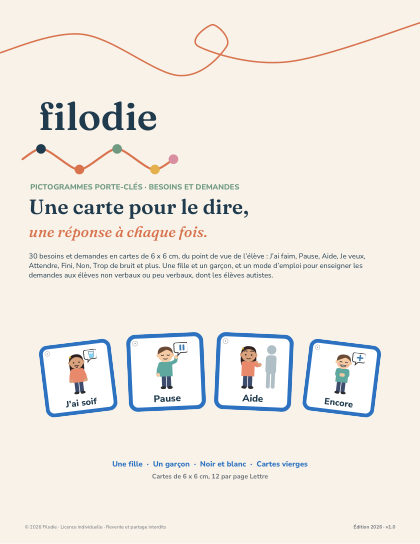 filodie
PICTOGRAMMES PORTE-CLÉS · BESOINS ET DEMANDES
Une carte pour le dire,
une réponse à chaque fois.
30 besoins et demandes en cartes de 6 x 6 cm, du point de vue de l'élève : J'ai faim, Pause, Aide, Je veux,
Attendre, Fini, Non, Trop de bruit et plus. Une fille et un garçon, et un mode d'emploi pour enseigner les
demandes aux élèves non verbaux ou peu verbaux, dont les élèves autistes.
J'ai soif
Pause
Aide
Encore
Une fille · Un garçon · Noir et blanc · Cartes vierges
Cartes de 6 x 6 cm, 12 par page Lettre
© 2026 Filodie · Licence individuelle · Revente et partage interdits
Édition 2026 · v1.0